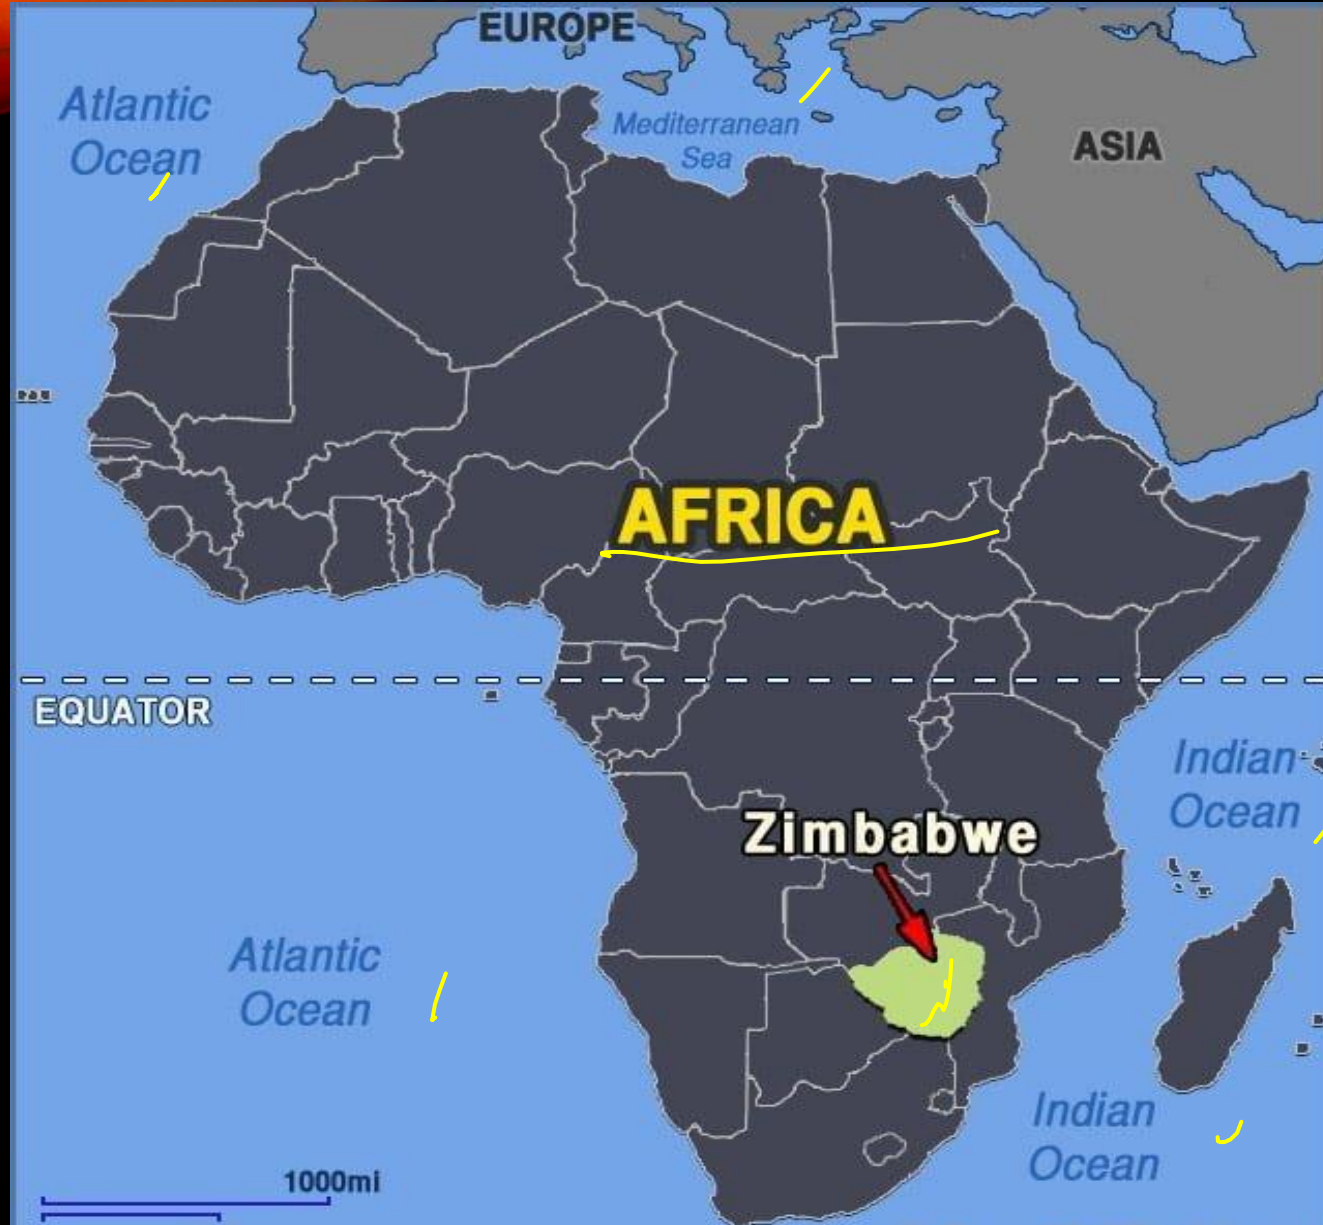 EUROPE
Atlantic
Ocean
Mediterranean
Sea
ASIA
AFRICA
EQUATOR
Indian
Ocean
Zimbabwe
Atlantic
Ocean
Indian
Ocean
1000mi